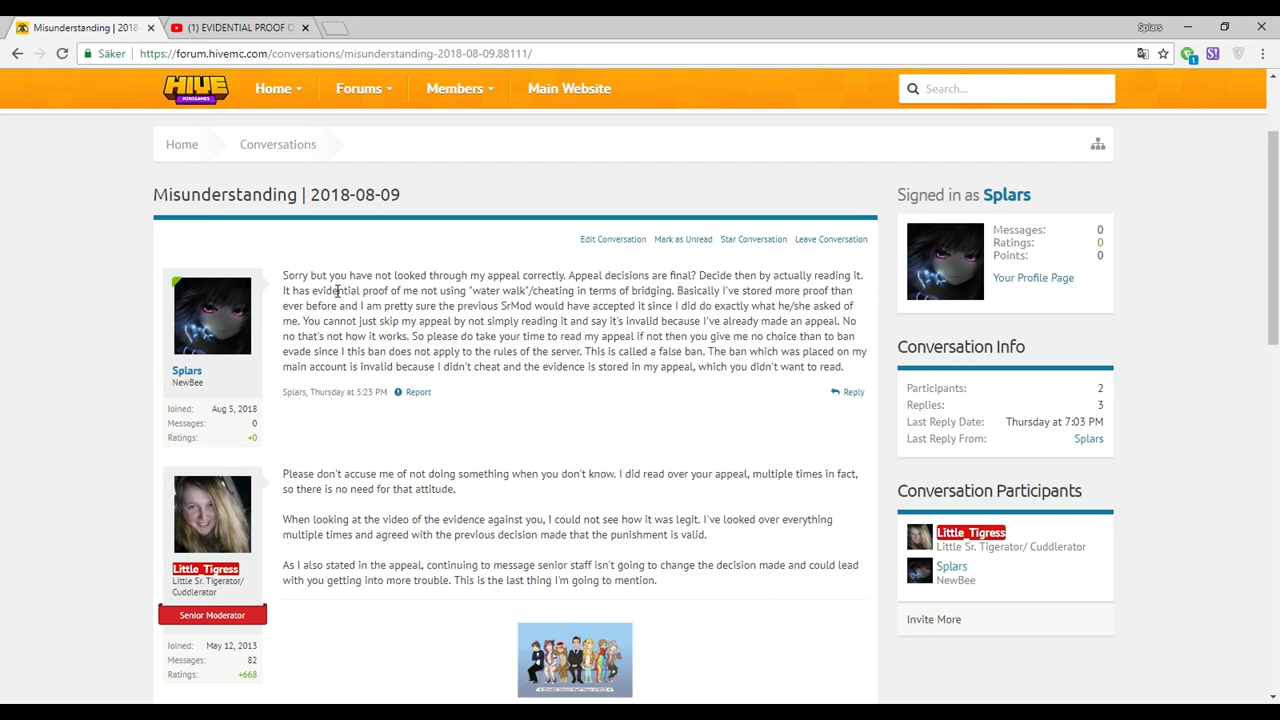 Misunderstanding | 2018
(1) EVIDENTIAL PROOF O
Splars
Säker
https://forum.hivemc.com/conversations/misunderstanding-2018-08-09.88111/
1
HIVE
MINIGAMES
Home
Forums
Members
Main Website
Search...
Home
Conversations
Misunderstanding | 2018-08-09
Edit Conversation Mark as Unread Star Conversation Leave Conversation
Sorry but you have not looked through my appeal correctly. Appeal decisions are final? Decide then by actually reading it.
It has evidential proof of me not using "water walk"/cheating in terms of bridging. Basically I've stored more proof than
ever before and I am pretty sure the previous SrMod would have accepted it since I did do exactly what he/she asked of
me. You cannot just skip my appeal by not simply reading it and say it's invalid because I've already made an appeal. No
no that's not how it works. So please do take your time to read my appeal if not then you give me no choice than to ban
evade since I this ban does not apply to the rules of the server. This is called a false ban. The ban which was placed on my
main account is invalid because I didn't cheat and the evidence is stored in my appeal, which you didn't want to read.
Splars, Thursday at 5:23 PM Report
Reply
Splars
NewBee
Joined: Aug 5, 2018
Messages: 0
Ratings: +0
Please don't accuse me of not doing something when you don't know. I did read over your appeal, multiple times in fact,
so there is no need for that attitude.
When looking at the video of the evidence against you, I could not see how it was legit. I've looked over everything
multiple times and agreed with the previous decision made that the punishment is valid.
As I also stated in the appeal, continuing to message senior staff isn't going to change the decision made and could lead
with you getting into more trouble. This is the last thing I'm going to mention.
Little_Tigress
Little Sr. Tigerator/
Cuddlerator
Senior Moderator
Joined: May 12, 2013
Messages: 82
Ratings: +668
Signed in as Splars
Messages: 0
Ratings: 0
Points: 0
Your Profile Page
Conversation Info
Participants: 2
Replies: 3
Last Reply Date: Thursday at 7:03 PM
Last Reply From: Splars
Conversation Participants
Little_Tigress
Little Sr. Tigerator/ Cuddlerator
Splars
NewBee
Invite More